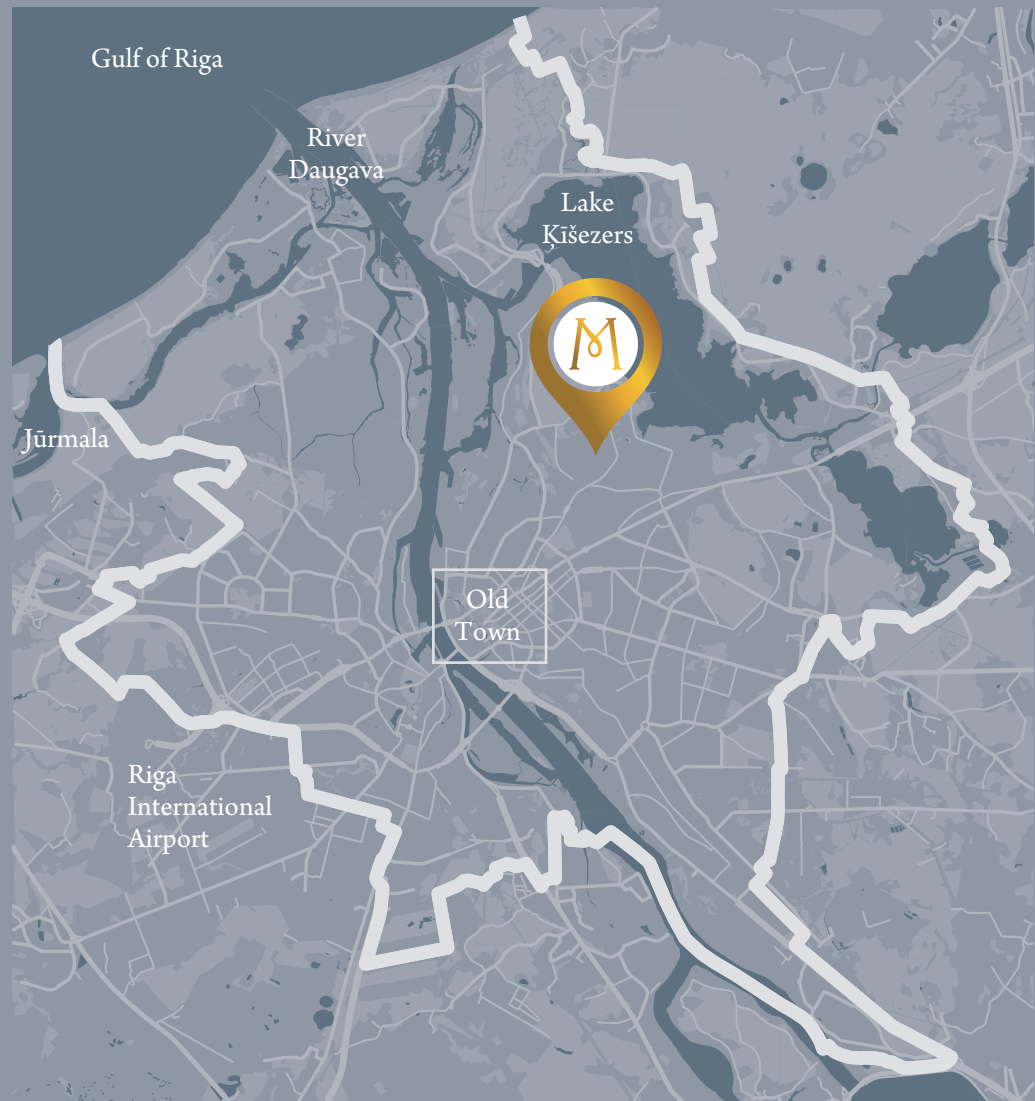 Gulf of Riga
River
Daugava
Lake
Ķīšezers
M
Jūrmala
Old
Town
Riga
International
Airport